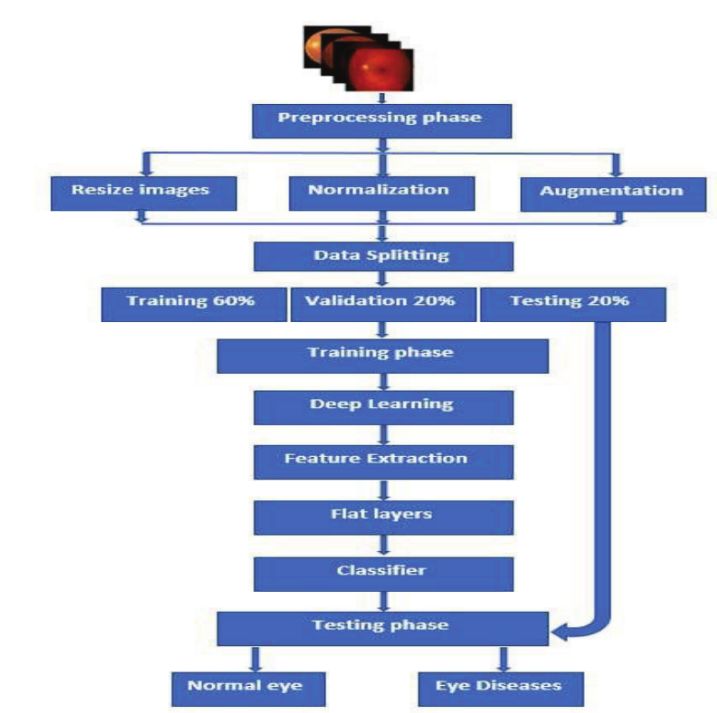 Preprocessing phase
Resize images
Normalization
Augmentation
Data Splitting
Training 60%
Validation 20%
Testing 20%
Training phase
Deep Learning
Feature Extraction
Flat layers
Classifier
Testing phase
Normal eye
Eye Diseases